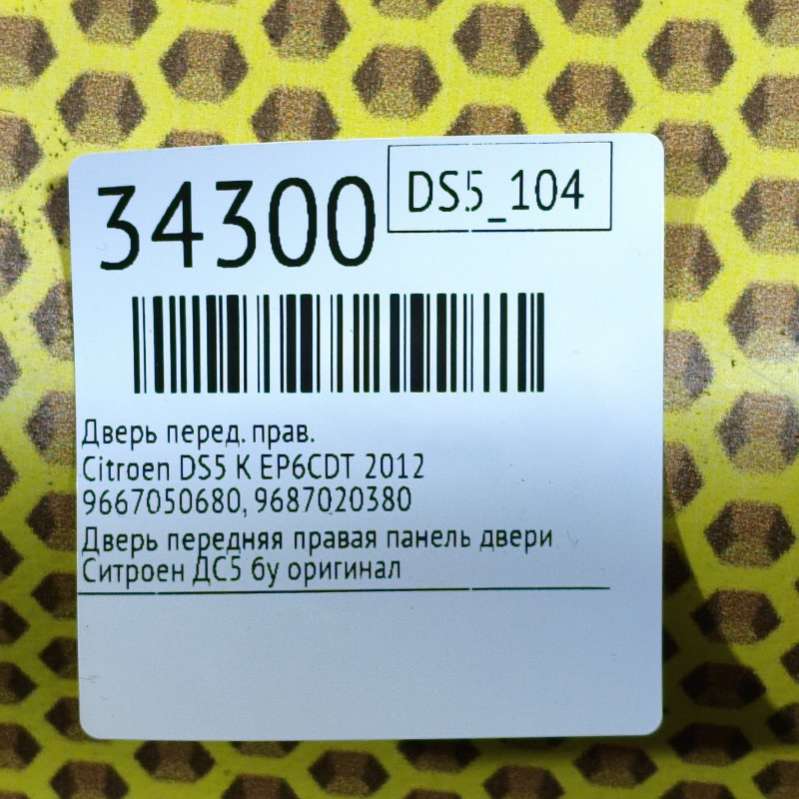 34300
DS5_104
Дверь перед. прав.
Citroen DS5 K EP6CDT 2012
9667050680, 9687020380
Дверь передняя правая панель двери
Ситроен ДС5 бу оригинал